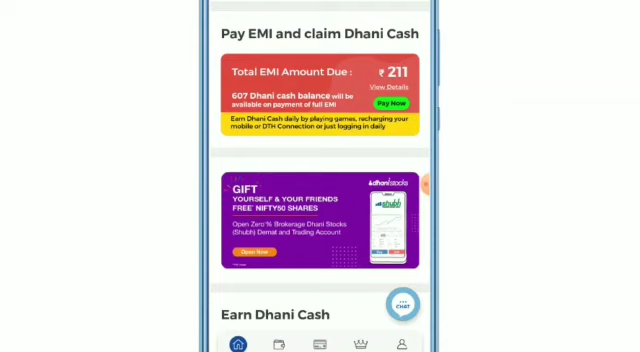 Pay EMI and claim Dhani Cash
Total EMI Amount Due : ₹ 211
View Details
607 Dhani cash balance will be
available on payment of full EMI
Pay Now
Earn Dhani Cash daily by playing games, recharging your
mobile or DTH Connection or just logging in daily
dhani stocks
GIFT
YOURSELF & YOUR FRIENDS
FREE* NIFTY50 SHARES
shubh
Open Zero*% Brokerage Dhani Stocks
(Shubh) Demat and Trading Account
Open Now
CHAT
Earn Dhani Cash